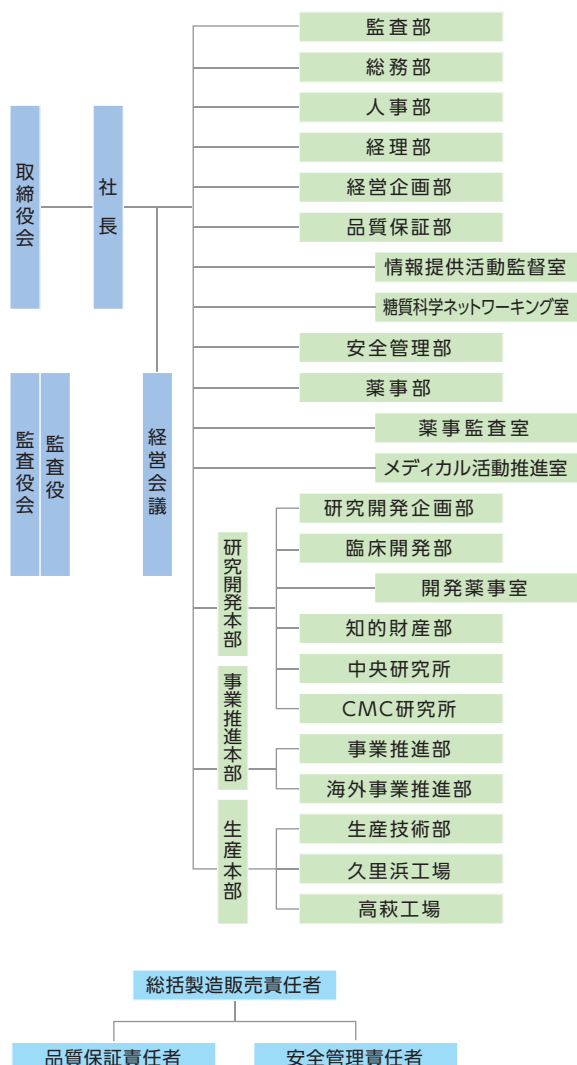 取締役会
社長
監査役会
監査役
経営会議
監査部
総務部
人事部
経理部
経営企画部
品質保証部
情報提供活動監督室
糖質科学ネットワーキング室
安全管理部
薬事部
薬事監査室
メディカル活動推進室
研究開発本部
研究開発企画部
臨床開発部
開発薬事室
知的財産部
中央研究所
CMC研究所
事業推進本部
事業推進部
海外事業推進部
生産本部
生産技術部
久里浜工場
高萩工場
総括製造販売責任者
品質保証責任者
安全管理責任者